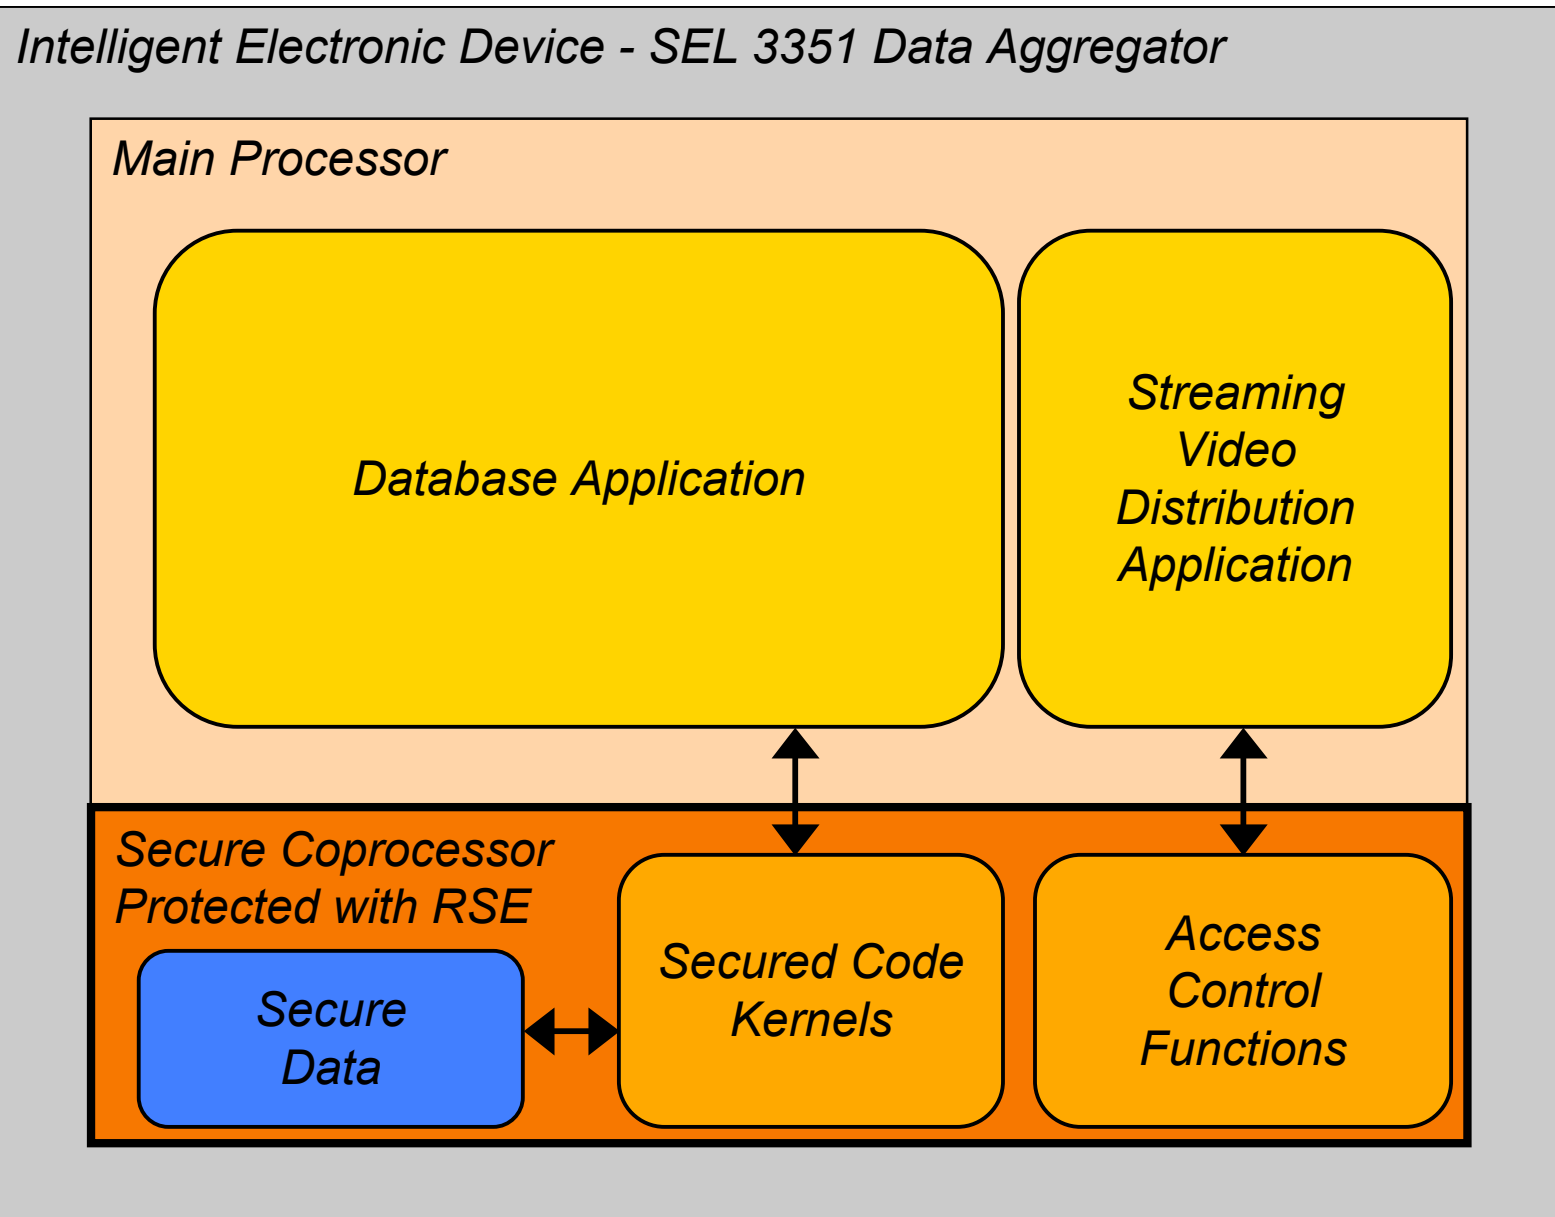 Intelligent Electronic Device - SEL 3351 Data Aggregator
Main Processor
Database Application
Streaming
Video
Distribution
Application
Secure Coprocessor
Protected with RSE
Secure
Data
Secured Code
Kernels
Access
Control
Functions